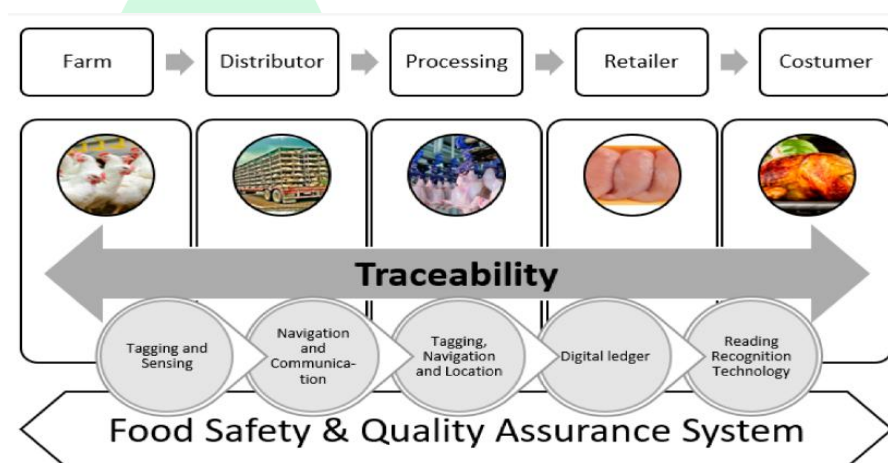 Farm
Distributor
Processing
Retailer
Costumer
Traceability
Tagging and
Sensing
Navigation
and
Communica-
tion
Tagging,
Navigation
and Location
Digital ledger
Reading
Recognition
Technology
Food Safety & Quality Assurance System